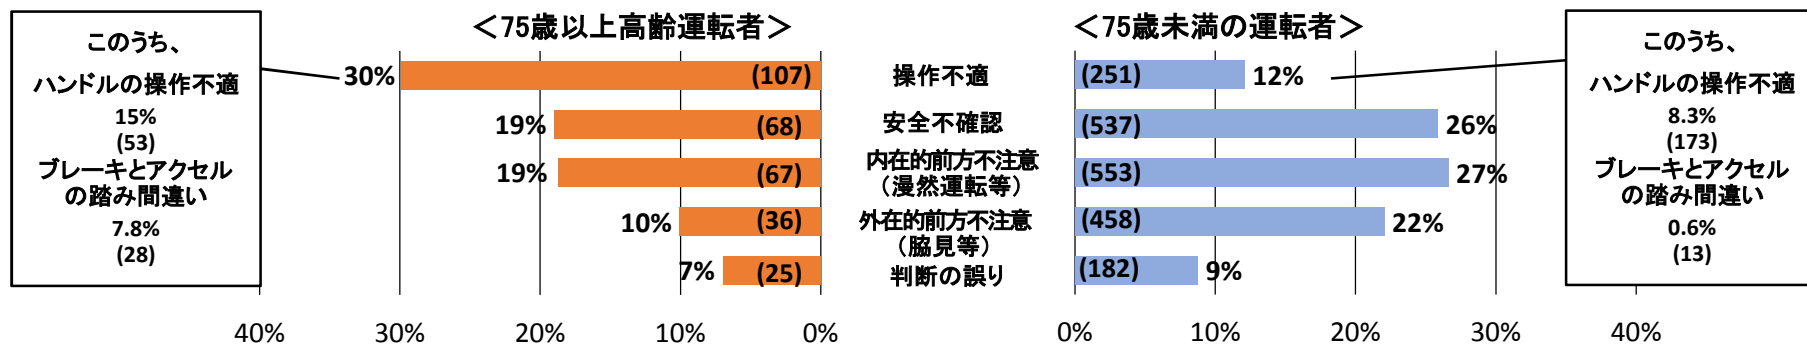 ＜75歳以上高齢運転者＞
＜75歳未満の運転者＞
このうち、
ハンドルの操作不適
15%
(53)
ブレーキとアクセル
の踏み間違い
7.8%
(28)
30% (107) 操作不適 (251) 12%
19% (68) 安全不確認 (537) 26%
19% (67) 内在的前方不注意 (553) 27%
（漫然運転等）
10% (36) 外在的前方不注意 (458) 22%
（脇見等）
7% (25) 判断の誤り (182) 9%
このうち、
ハンドルの操作不適
8.3%
(173)
ブレーキとアクセル
の踏み間違い
0.6%
(13)
40% 30% 20% 10% 0%
0% 10% 20% 30% 40%